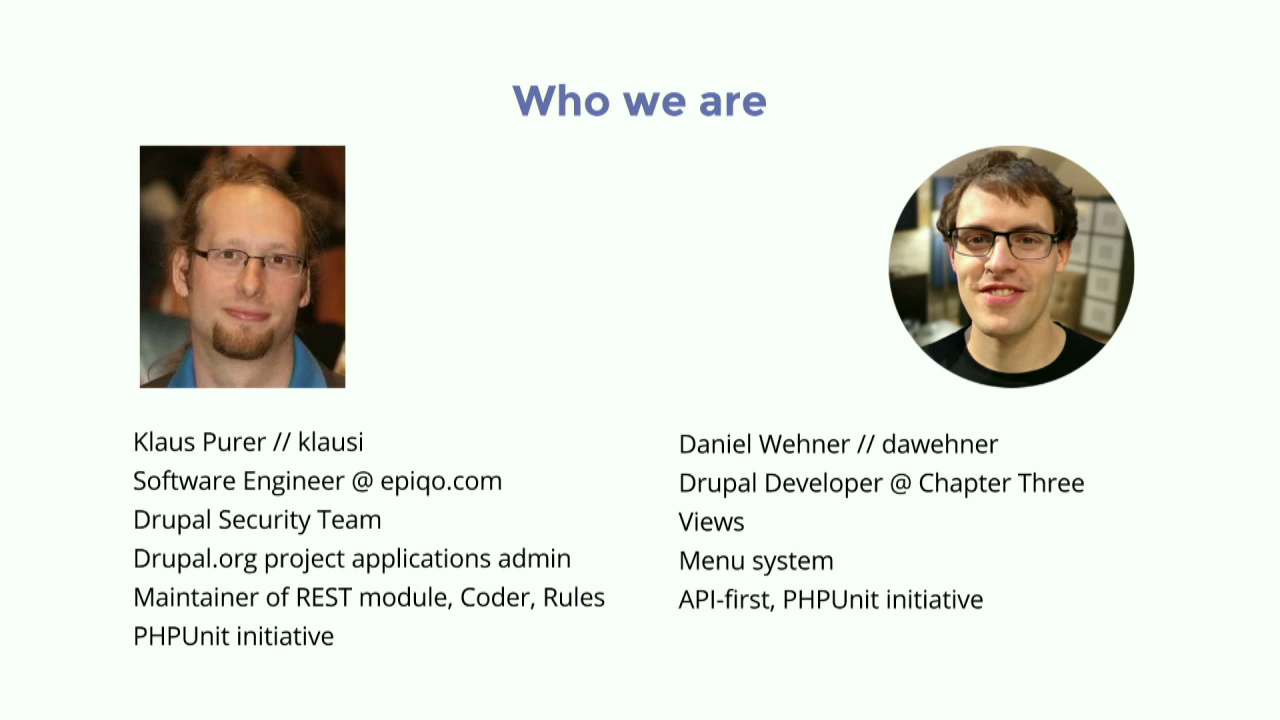 Who we are
Klaus Purer // klausi
Software Engineer @ epiqo.com
Drupal Security Team
Drupal.org project applications admin
Maintainer of REST module, Coder, Rules
PHPUnit initiative
Daniel Wehner // dawehner
Drupal Developer @ Chapter Three
Views
Menu system
API-first, PHPUnit initiative